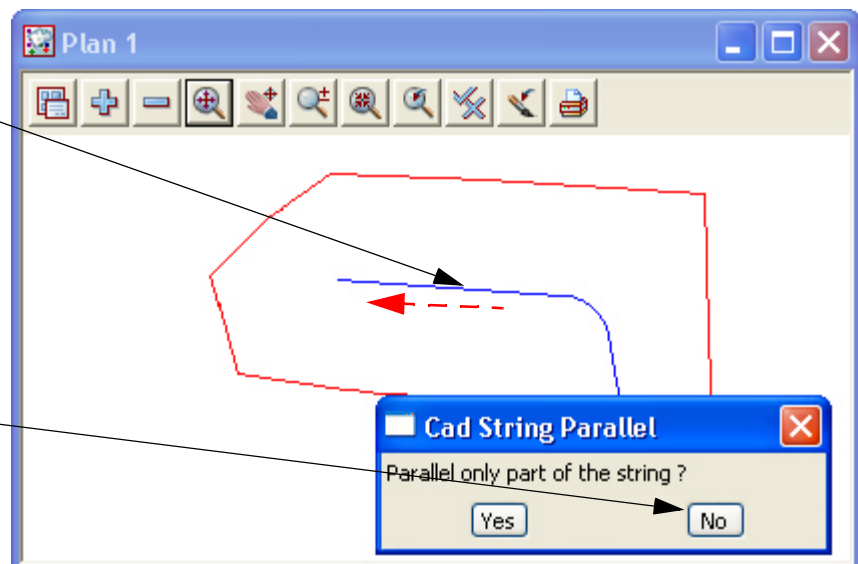 Plan 1
Cad String Parallel
Parallel only part of the string ?
Yes No